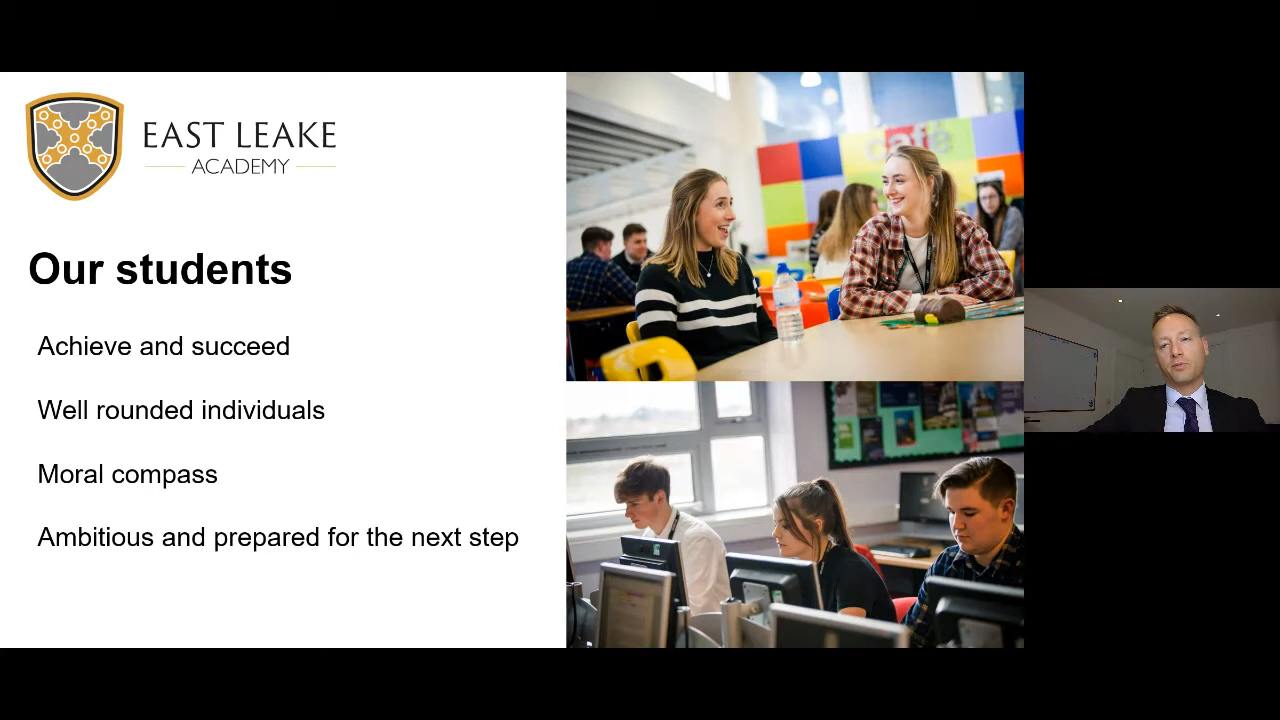 EAST LEAKE
ACADEMY
Our students
Achieve and succeed
Well rounded individuals
Moral compass
Ambitious and prepared for the next step
café